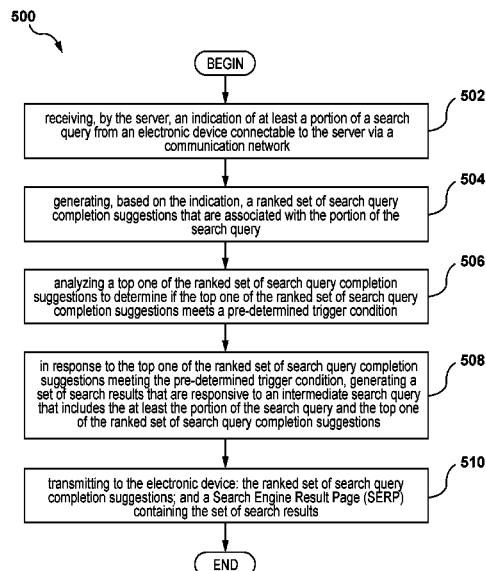 500
BEGIN
502
receiving, by the server, an indication of at least a portion of a search
query from an electronic device connectable to the server via a
communication network
504
generating, based on the indication, a ranked set of search query
completion suggestions that are associated with the portion of the
search query
506
analyzing a top one of the ranked set of search query completion
suggestions to determine if the top one of the ranked set of search query
completion suggestions meets a pre-determined trigger condition
508
in response to the top one of the ranked set of search query completion
suggestions meeting the pre-determined trigger condition, generating a
set of search results that are responsive to an intermediate search query
that includes the at least the portion of the search query and the top one
of the ranked set of search query completion suggestions
510
transmitting to the electronic device: the ranked set of search query
completion suggestions; and a Search Engine Result Page (SERP)
containing the set of search results
END